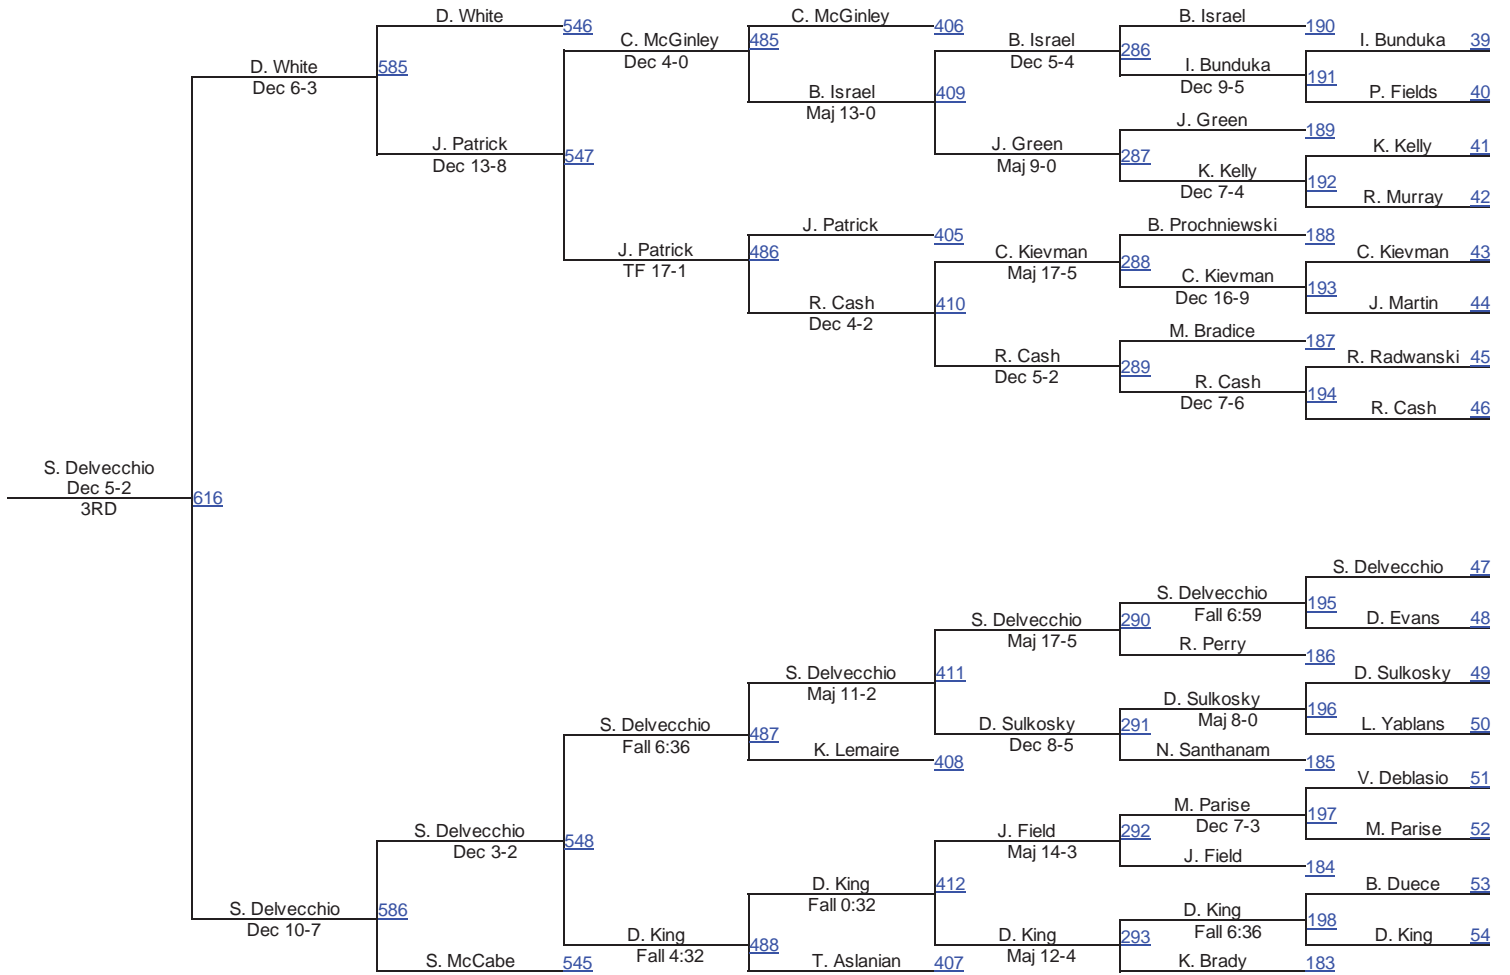 D. White
546
C. McGinley
406
B. Israel
190
C. McGinley
Dec 4-0
485
B. Israel
Dec 5-4
286
I. Bunduka 39
D. White
Dec 6-3
585
I. Bunduka
Dec 9-5
191
B. Israel
Maj 13-0
409
P. Fields 40
J. Green
189
J. Patrick
Dec 13-8
547
J. Green
Maj 9-0
287
K. Kelly 41
K. Kelly
Dec 7-4
192
R. Murray 42
J. Patrick
405
B. Prochniewski
188
J. Patrick
TF 17-1
486
C. Kievman
Maj 17-5
288
C. Kievman 43
C. Kievman
Dec 16-9
193
R. Cash
Dec 4-2
410
J. Martin 44
M. Bradice
187
R. Cash
Dec 5-2
289
R. Radwanski 45
R. Cash
Dec 7-6
194
R. Cash 46
S. Delvecchio
Dec 5-2
3RD
616
S. Delvecchio 47
S. Delvecchio
Fall 6:59
195
S. Delvecchio
Maj 17-5
290
D. Evans 48
R. Perry
186
S. Delvecchio
Maj 11-2
411
D. Sulkosky 49
D. Sulkosky
Maj 8-0
196
S. Delvecchio
Fall 6:36
487
D. Sulkosky
Dec 8-5
291
L. Yablans 50
K. Lemaire
408
N. Santhanam
185
V. Deblasio 51
M. Parise
Dec 7-3
197
S. Delvecchio
Dec 3-2
548
J. Field
Maj 14-3
292
M. Parise 52
J. Field
184
D. King
Fall 0:32
412
B. Duece 53
S. Delvecchio
Dec 10-7
586
D. King
Fall 6:36
198
D. King
Fall 4:32
488
D. King
Maj 12-4
293
D. King 54
S. McCabe
545
T. Aslanian
407
K. Brady
183